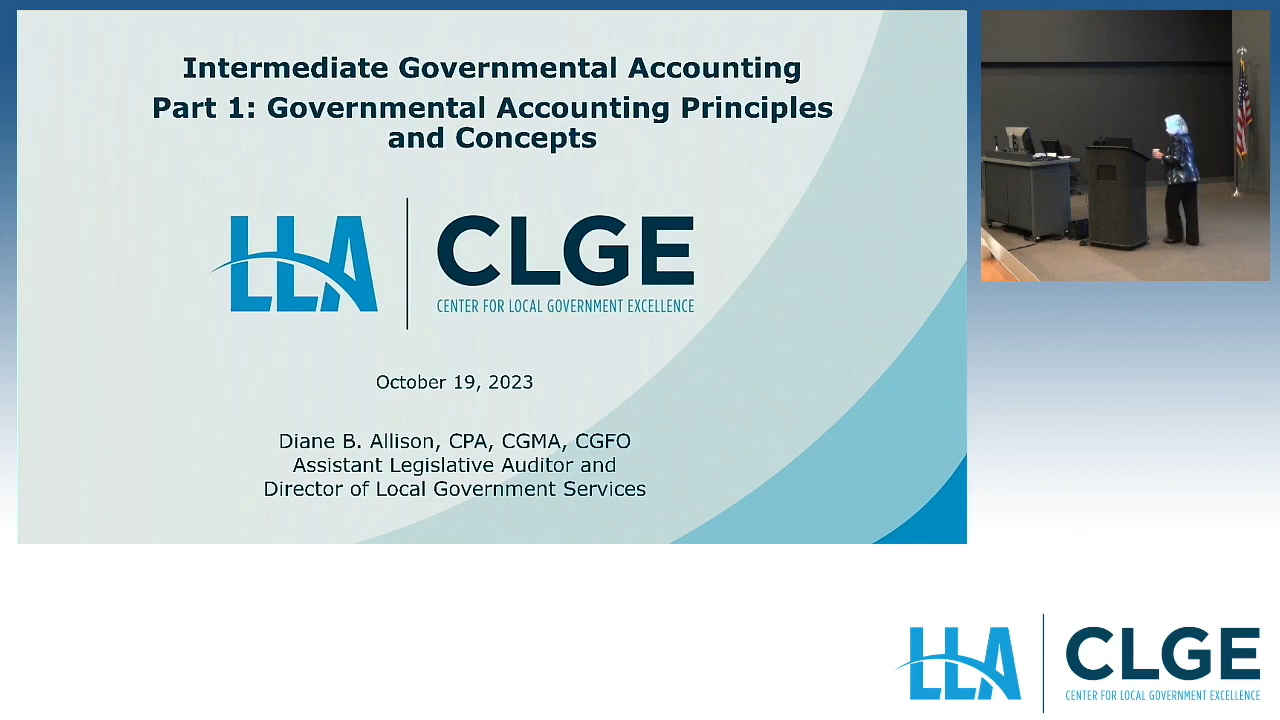 Intermediate Governmental Accounting
Part 1: Governmental Accounting Principles
and Concepts
LLA
CLGE
CENTER FOR LOCAL GOVERNMENT EXCELLENCE
October 19, 2023
Diane B. Allison, CPA, CGMA, CGFO
Assistant Legislative Auditor and
Director of Local Government Services
LLA
CLGE
CENTER FOR LOCAL GOVERNMENT EXCELLENCE